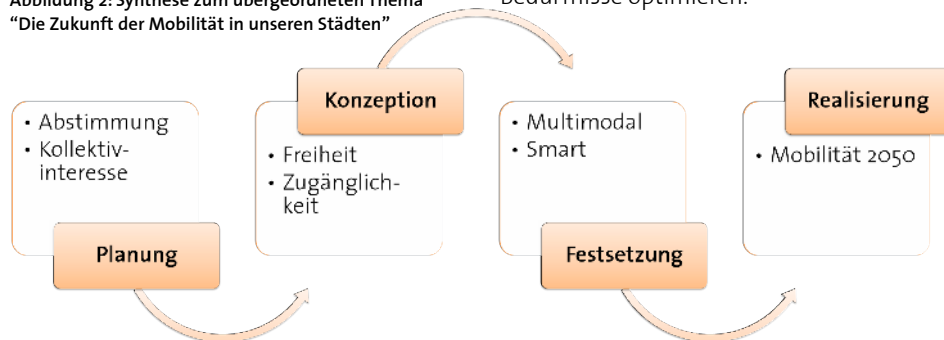 Abbildung 2: Synthese zum übergeordneten Thema
“Die Zukunft der Mobilität in unseren Städten”
Bedürfnisse optimieren.
• Abstimmung
• Kollektiv-
interesse
Planung
Konzeption
• Freiheit
• Zugänglich-
keit
• Multimodal
• Smart
Festsetzung
Realisierung
• Mobilität 2050